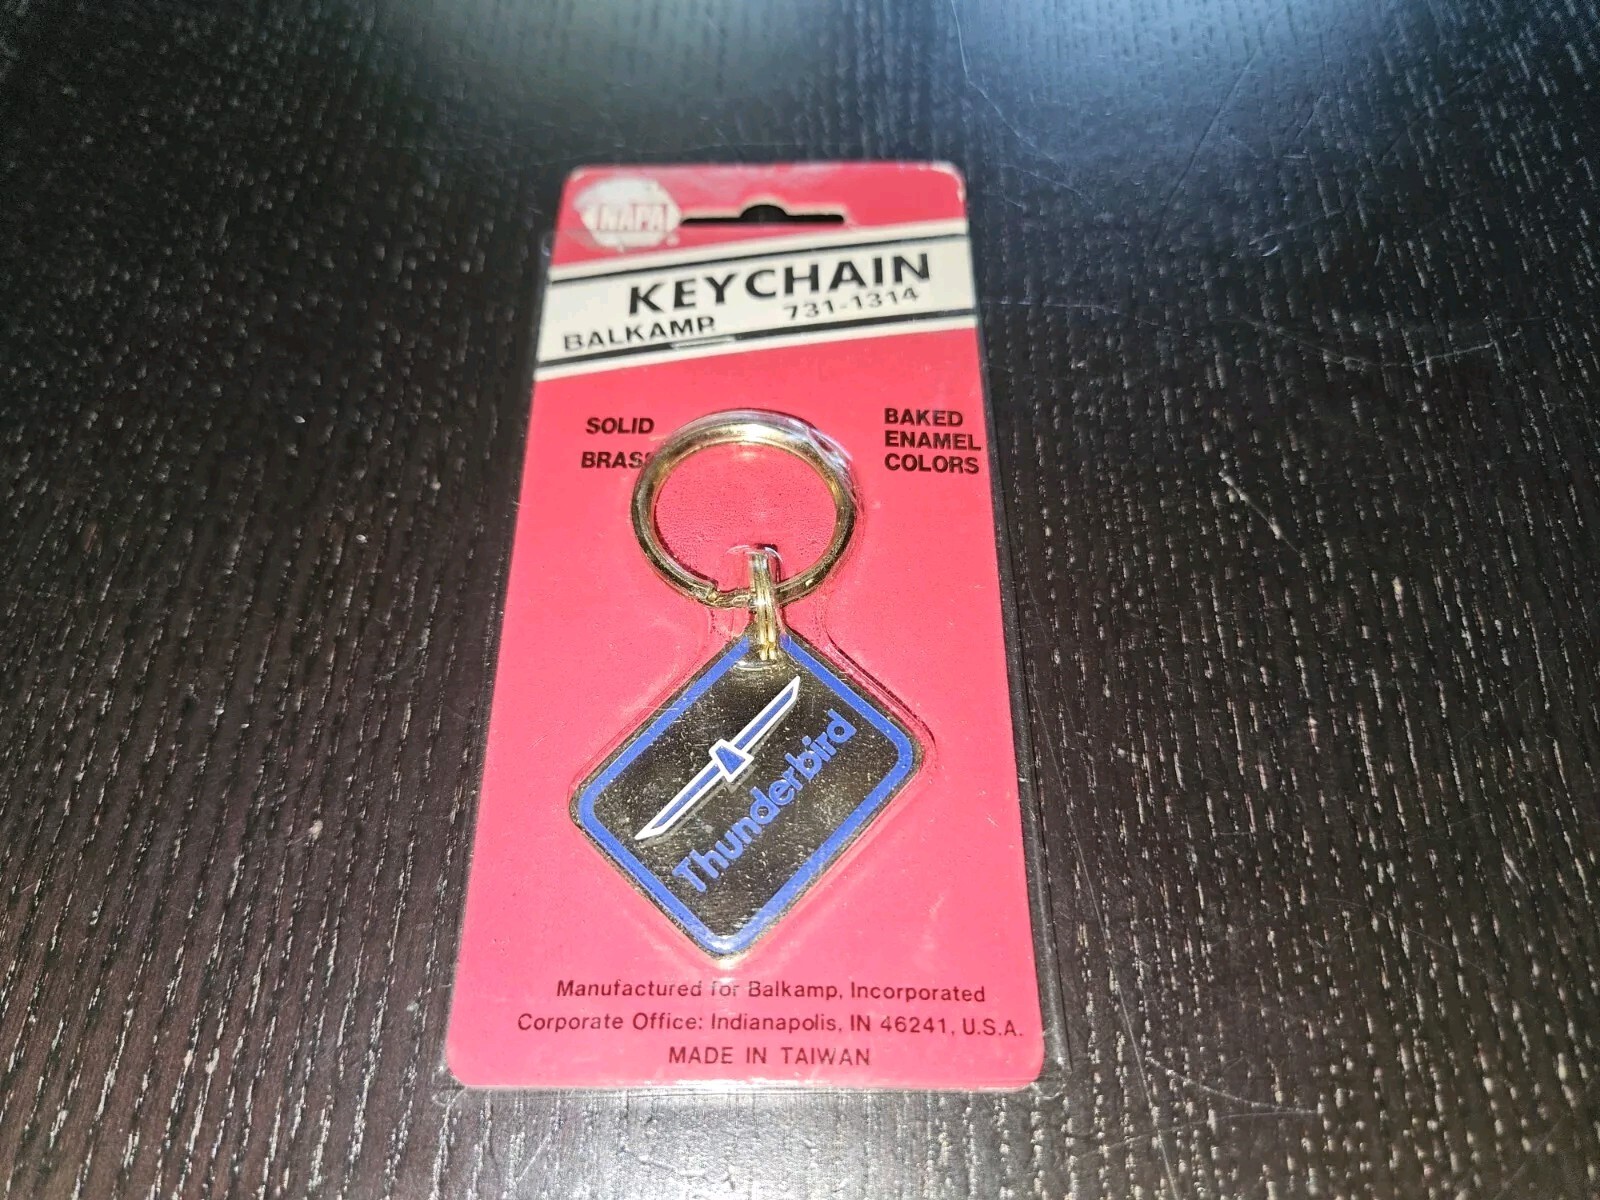 NAPA
KEYCHAIN
BALKAMP 731-1314
SOLID
BRASS
BAKED
ENAMEL
COLORS
Thunderbird
Manufactured for Balkamp, Incorporated
Corporate Office: Indianapolis, IN 46241, U.S.A.
MADE IN TAIWAN